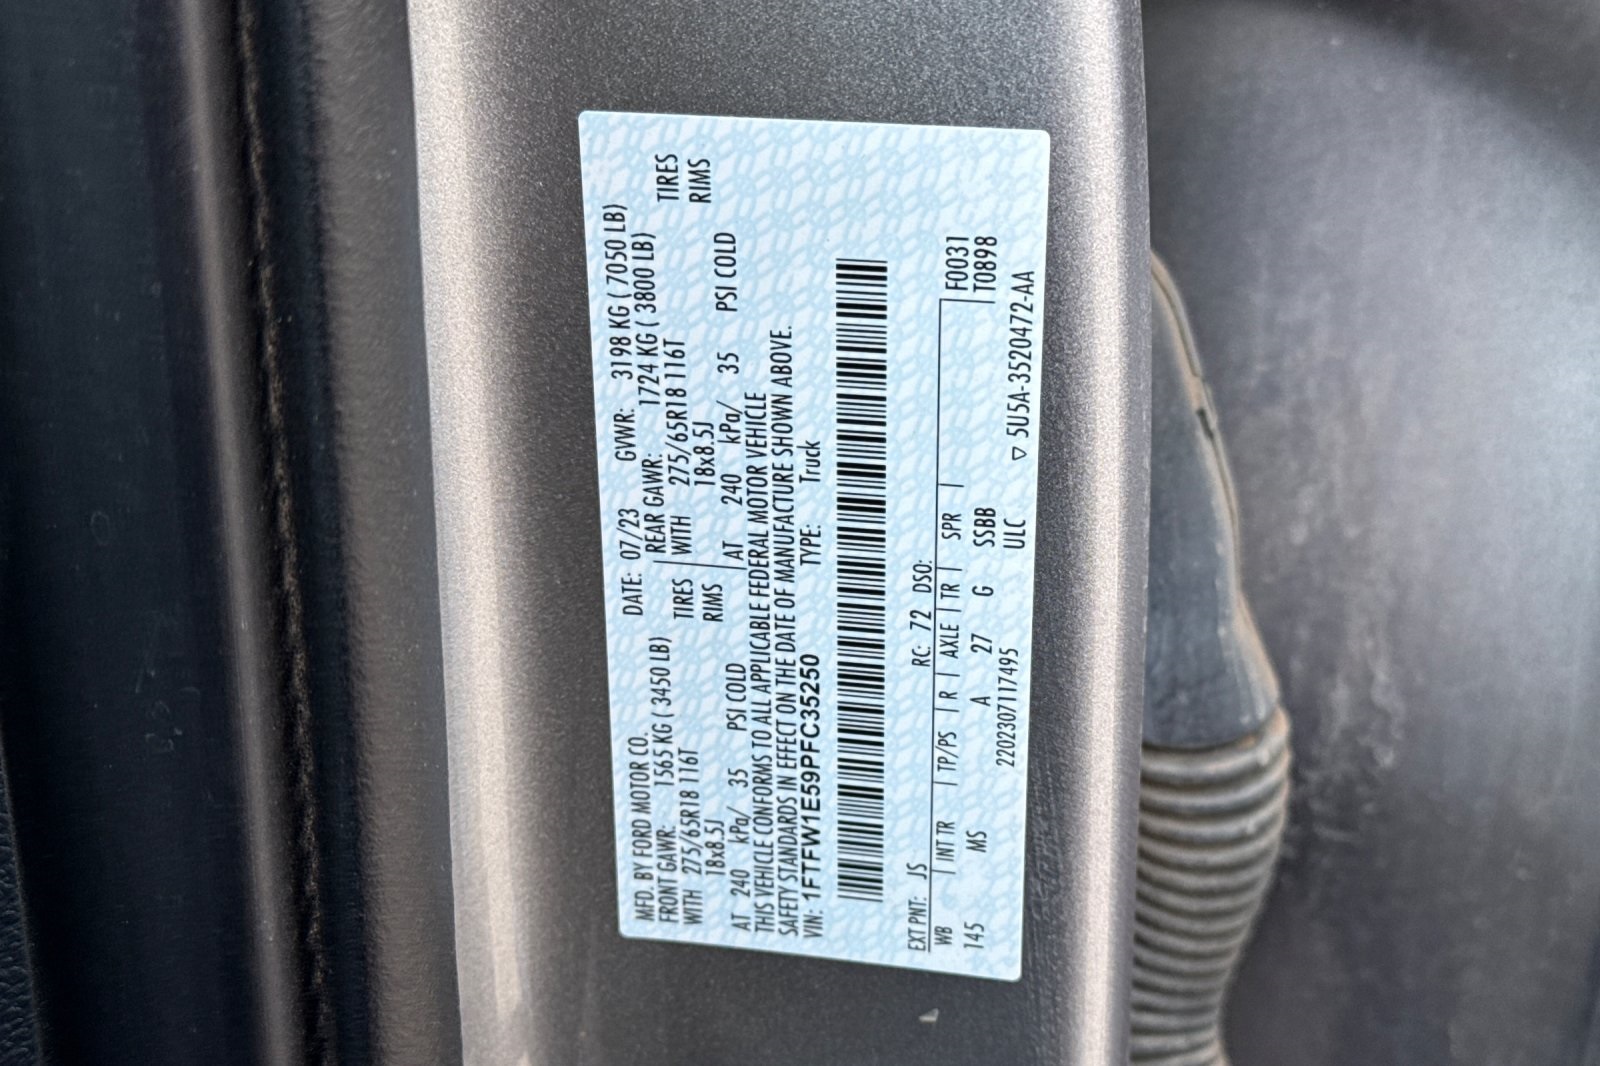 MFD. BY FORD MOTOR CO.
DATE: 07/23 GVWR: 3198 KG ( 7050 LB)
FRONT GAWR: 1565 KG ( 3450 LB) REAR GAWR: 1724 KG ( 3800 LB)
WITH 275/65R18 116T TIRES WITH 275/65R18 116T TIRES
18x8.5J RIMS 18x8.5J RIMS
AT 240 kPa/ 35 PSI COLD AT 240 kPa/ 35 PSI COLD
THIS VEHICLE CONFORMS TO ALL APPLICABLE FEDERAL MOTOR VEHICLE
SAFETY STANDARDS IN EFFECT ON THE DATE OF MANUFACTURE SHOWN ABOVE.
VIN: 1FTFW1E59PFC35250 TYPE: Truck
EXT PNT: JS RC: 72 DSO:
WB INT TR TP/PS R AXLE TR SPR F0031
145 MS A 27 G SSBB T0898
2202307117495 ULC ▽ 5U5A-3520472-AA